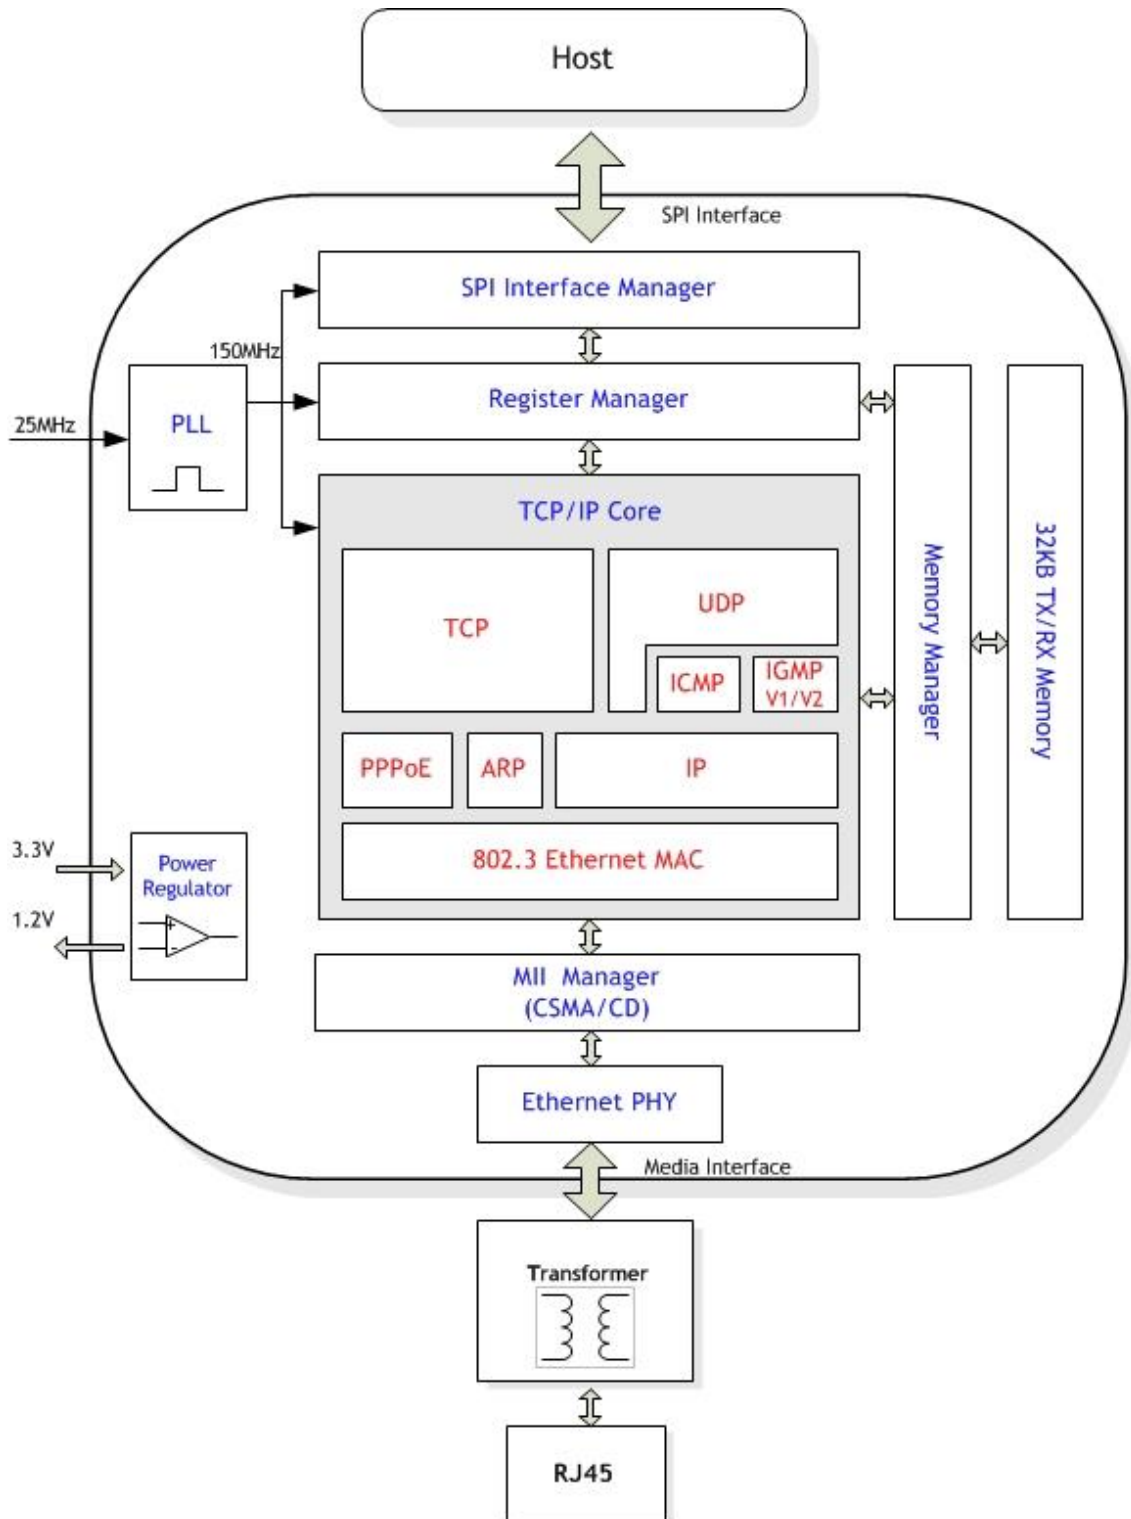 Host
SPI Interface
SPI Interface Manager
150MHz
Register Manager
25MHz
PLL
TCP/IP Core
TCP
UDP
ICMP
IGMP
V1/V2
Memory Manager
32KB TX/RX Memory
PPPoE
ARP
IP
802.3 Ethernet MAC
3.3V
1.2V
Power
Regulator
MII Manager
(CSMA/CD)
Ethernet PHY
Media Interface
Transformer
RJ45